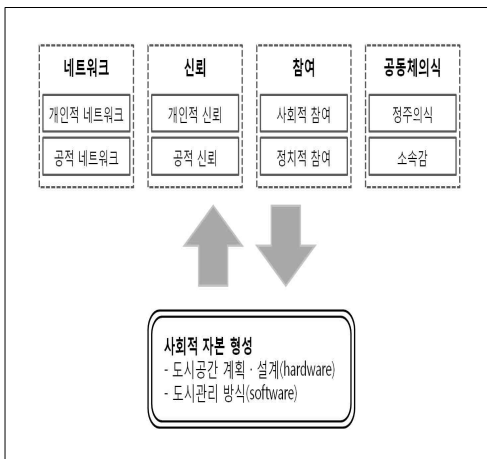 네트워크
개인적 네트워크
공적 네트워크
신뢰
개인적 신뢰
공적 신뢰
참여
사회적 참여
정치적 참여
공동체의식
정주의식
소속감
사회적 자본 형성
- 도시공간 계획 · 설계(hardware)
- 도시관리 방식(software)